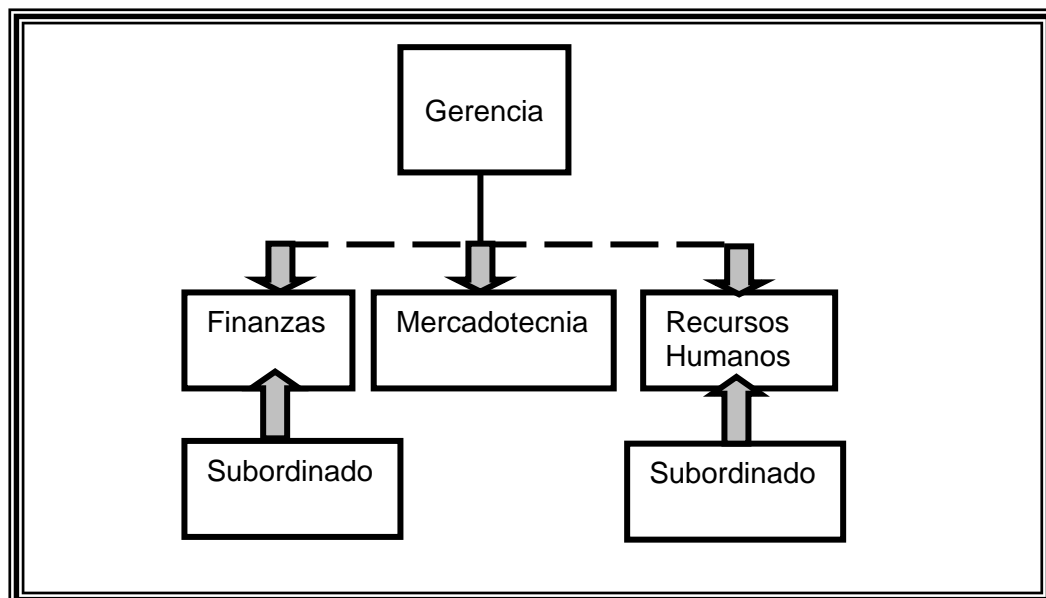 Gerencia
Finanzas
Mercadotecnia
Recursos
Humanos
Subordinado
Subordinado